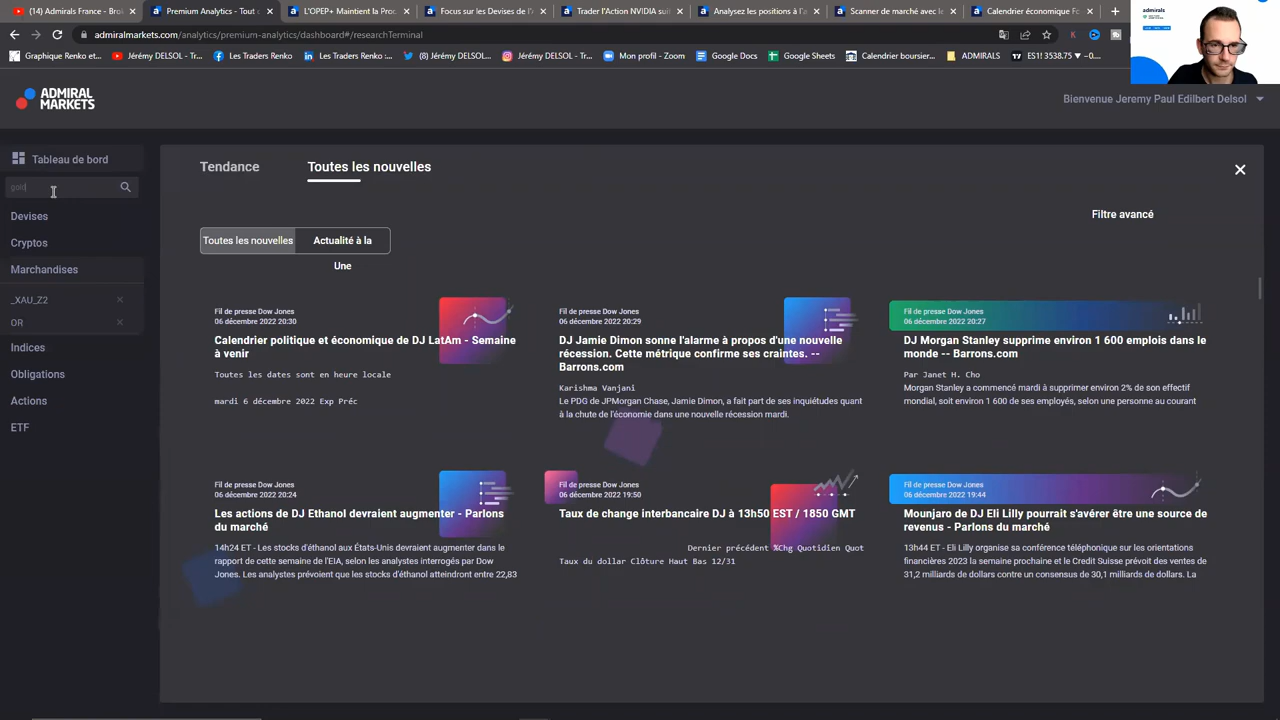 (14) Admirals France - Bro
Premium Analytics - Tout c
L'OPEP+ Maintient la Proc
Focus sur les Devises de l'
Trader l'Action NVIDIA sui
Analysez les positions à l'a
Scanner de marché avec le
Calendrier économique Fo
admiralmarkets.com/analytics/premium-analytics/dashboard#/researchTerminal
Graphique Renko et...
Jérémy DELSOL - Tr...
Les Traders Renko
Les Traders Renko :...
(8) Jérémy DELSOL...
Jérémy DELSOL - Tr...
Mon profil - Zoom
Google Docs
Google Sheets
Calendrier boursier...
ADMIRALS
ES1! 3538.75 ▼ −0....
admirals
ADMIRAL
MARKETS
Bienvenue Jeremy Paul Edilbert Delsol
Tableau de bord
gold
Devises
Cryptos
Marchandises
_XAU_Z2
OR
Indices
Obligations
Actions
ETF
Tendance
Toutes les nouvelles
Filtre avancé
Toutes les nouvelles
Actualité à la
Une
Fil de presse Dow Jones
06 décembre 2022 20:30
Calendrier politique et économique de DJ LatAm - Semaine
à venir
Toutes les dates sont en heure locale
mardi 6 décembre 2022 Exp Préc
Fil de presse Dow Jones
06 décembre 2022 20:29
DJ Jamie Dimon sonne l'alarme à propos d'une nouvelle
récession. Cette métrique confirme ses craintes. --
Barrons.com
Karishma Vanjani
Le PDG de JPMorgan Chase, Jamie Dimon, a fait part de ses inquiétudes quant
à la chute de l'économie dans une nouvelle récession mardi.
Fil de presse Dow Jones
06 décembre 2022 20:27
DJ Morgan Stanley supprime environ 1 600 emplois dans le
monde -- Barrons.com
Par Janet H. Cho
Morgan Stanley a commencé mardi à supprimer environ 2% de son effectif
mondial, soit environ 1 600 de ses employés, selon une personne au courant
Fil de presse Dow Jones
06 décembre 2022 20:24
Les actions de DJ Ethanol devraient augmenter - Parlons
du marché
14h24 ET - Les stocks d'éthanol aux États-Unis devraient augmenter dans le
rapport de cette semaine de l'EIA, selon les analystes interrogés par Dow
Jones. Les analystes prévoient que les stocks d'éthanol atteindront entre 22,83
Fil de presse Dow Jones
06 décembre 2022 19:50
Taux de change interbancaire DJ à 13h50 EST / 1850 GMT
Dernier précédent %Chg Quotidien Quot
Taux du dollar Clôture Haut Bas 12/31
Fil de presse Dow Jones
06 décembre 2022 19:44
Mounjaro de DJ Eli Lilly pourrait s'avérer être une source de
revenus - Parlons du marché
13h44 ET - Eli Lilly organise sa conférence téléphonique sur les orientations
financières 2023 la semaine prochaine et le Credit Suisse prévoit des ventes de
31,2 milliards de dollars contre un consensus de 30,1 milliards de dollars. La